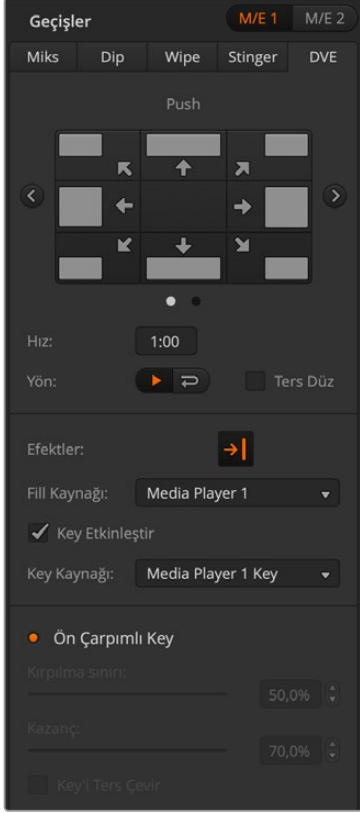 Geçişler M/E 1 M/E 2
Miks Dip Wipe Stinger DVE
Push
Hız: 1:00
Yön: Ters Düz
Efektler:
Fill Kaynağı: Media Player 1
Key Etkinleştir
Key Kaynağı: Media Player 1 Key
Ön Çarpımlı Key
Kırpılma sınırı:
50,0%
Kazanç:
70,0%
Key'i Ters Çevir